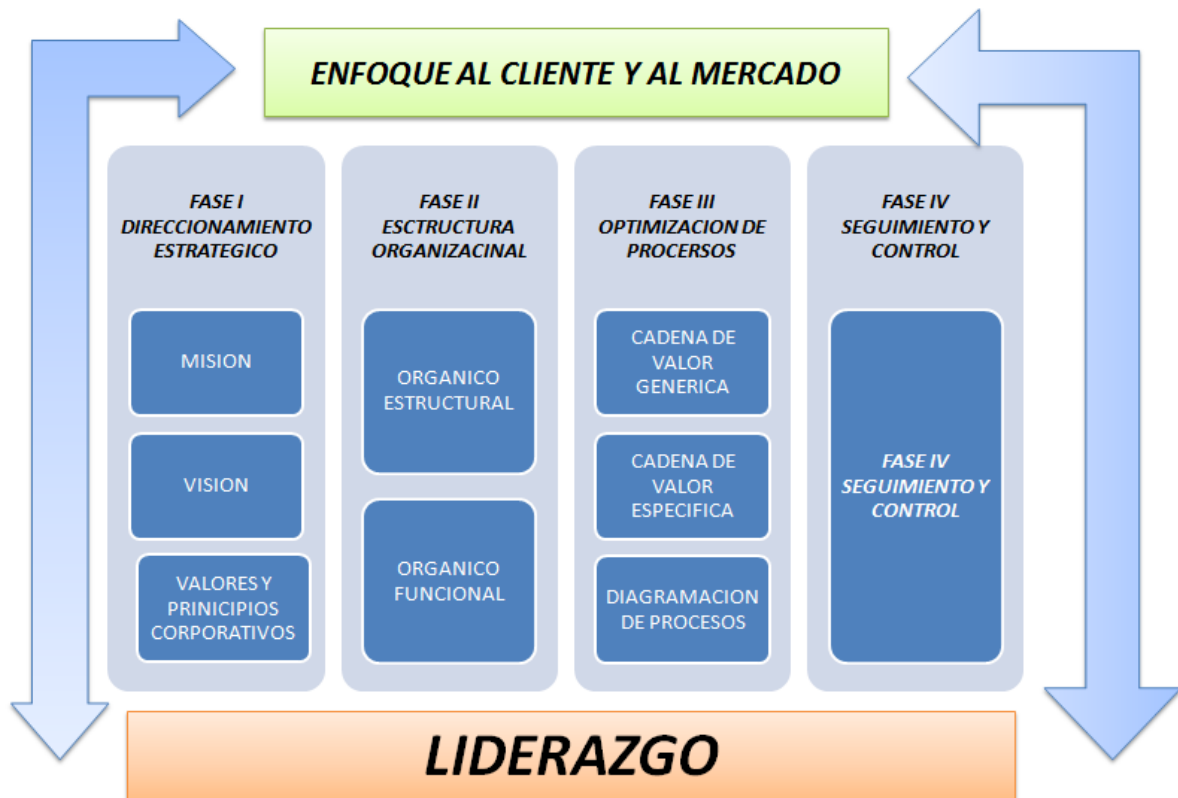 ENFOQUE AL CLIENTE Y AL MERCADO
FASE I
DIRECCIONAMIENTO
ESTRATEGICO
MISION
VISION
VALORES Y
PRINICIPIOS
CORPORATIVOS
FASE II
ESCTRUCTURA
ORGANIZACINAL
ORGANICO
ESTRUCTURAL
ORGANICO
FUNCIONAL
FASE III
OPTIMIZACION DE
PROCERSOS
CADENA DE
VALOR
GENERICA
CADENA DE
VALOR
ESPECIFICA
DIAGRAMACION
DE PROCESOS
FASE IV
SEGUIMIENTO Y
CONTROL
FASE IV
SEGUIMIENTO Y
CONTROL
LIDERAZGO